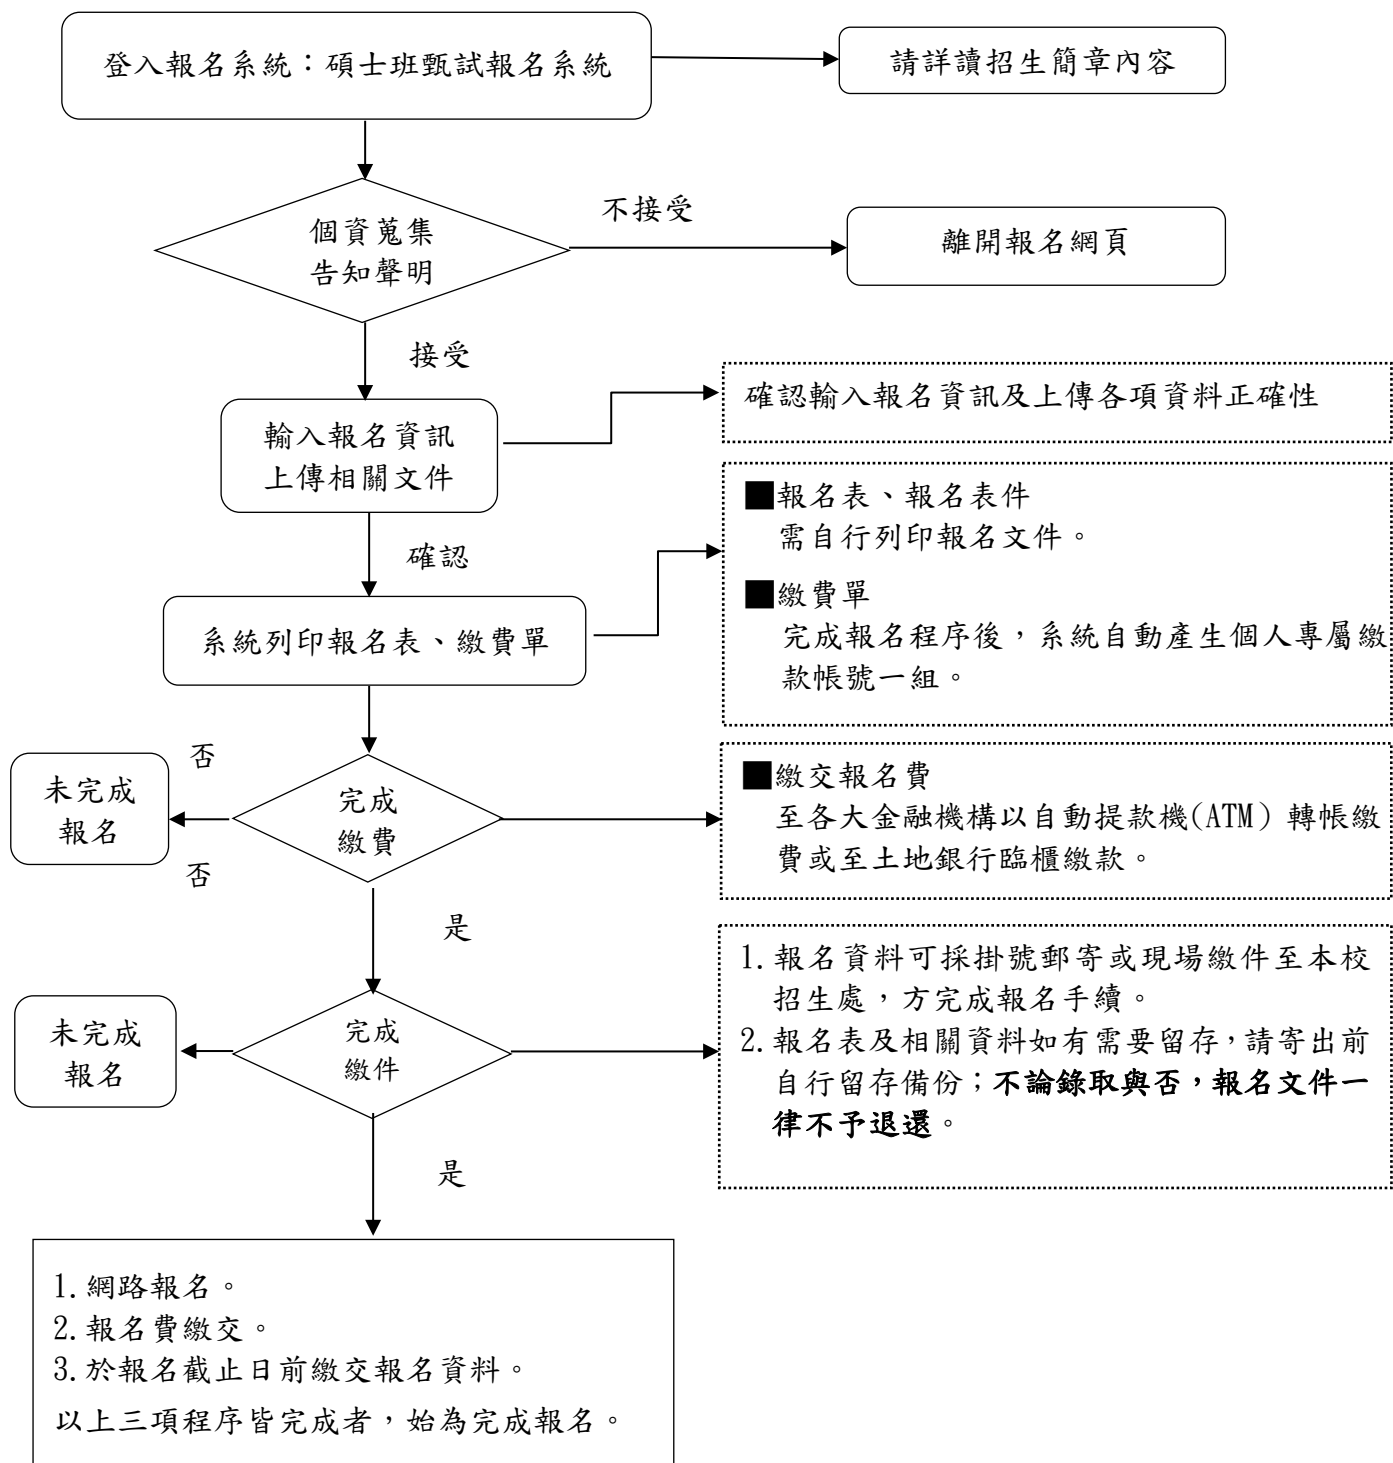 登入報名系統：碩士班甄試報名系統
請詳讀招生簡章內容
個資蒐集
告知聲明
不接受
離開報名網頁
接受
確認輸入報名資訊及上傳各項資料正確性
輸入報名資訊
上傳相關文件
■報名表、報名表件
需自行列印報名文件。
確認
■繳費單
完成報名程序後，系統自動產生個人專屬繳
款帳號一組。
系統列印報名表、繳費單
否
未完成
報名
否
完成
繳費
■繳交報名費
至各大金融機構以自動提款機(ATM）轉帳繳
費或至土地銀行臨櫃繳款。
是
1.報名資料可採掛號郵寄或現場繳件至本校
招生處，方完成報名手續。
2.報名表及相關資料如有需要留存，請寄出前
自行留存備份；不論錄取與否，報名文件一
律不予退還。
未完成
報名
完成
繳件
是
1.網路報名。
2.報名費繳交。
3.於報名截止日前繳交報名資料。
以上三項程序皆完成者，始為完成報名。